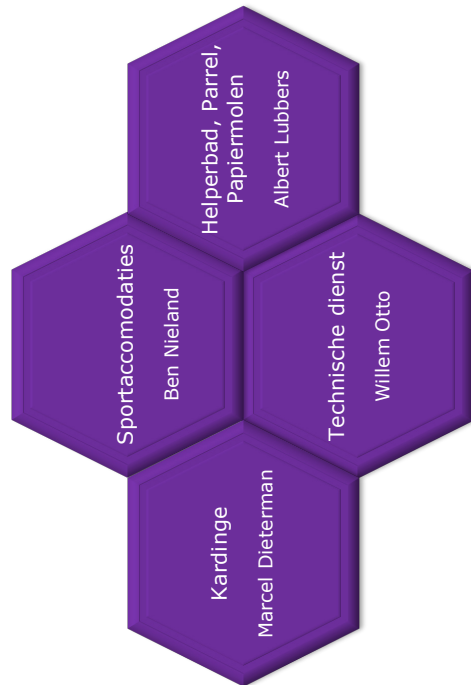 Sportaccomodaties
Ben Nieland
Kardinge
Marcel Dieterman
Helperbad, Parrel,
Papiermolen
Albert Lubbers
Technische dienst
Willem Otto